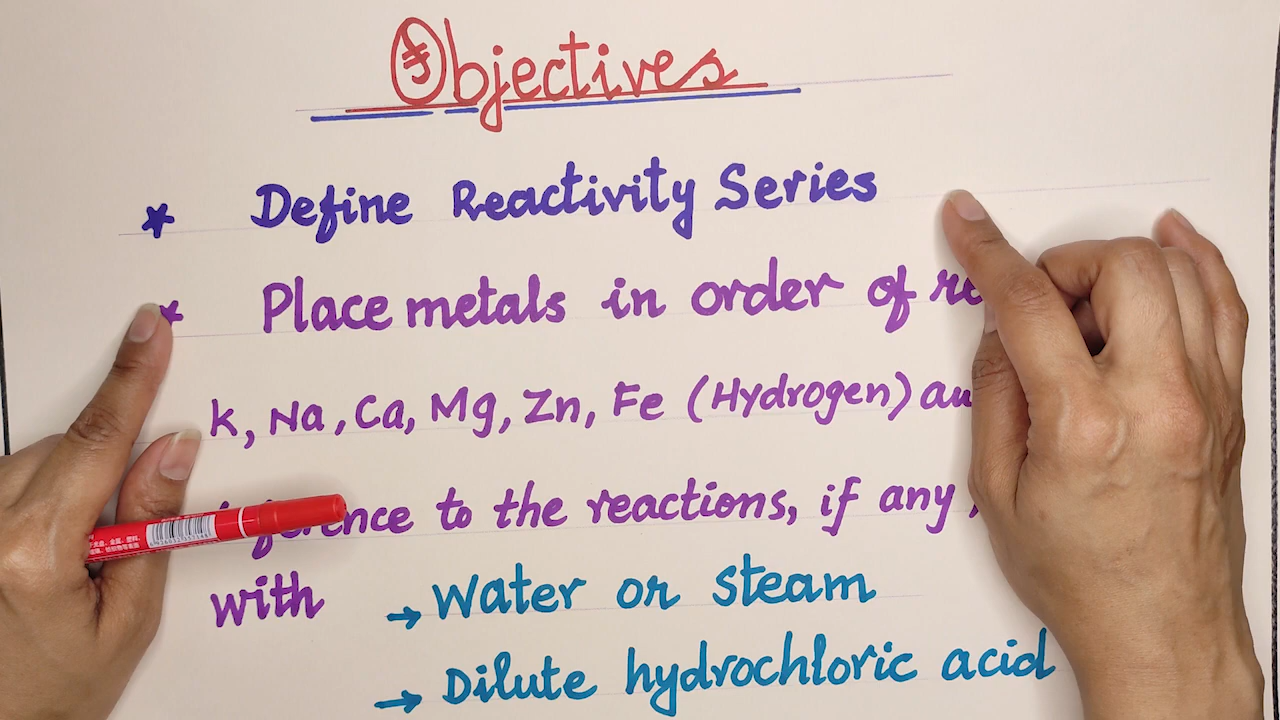 Objectives
* Define Reactivity Series
* Place metals in order of
K, Na, Ca, Mg, Zn, Fe (Hydrogen)
to the reactions, if any
with → Water or steam
→ Dilute hydrochloric acid